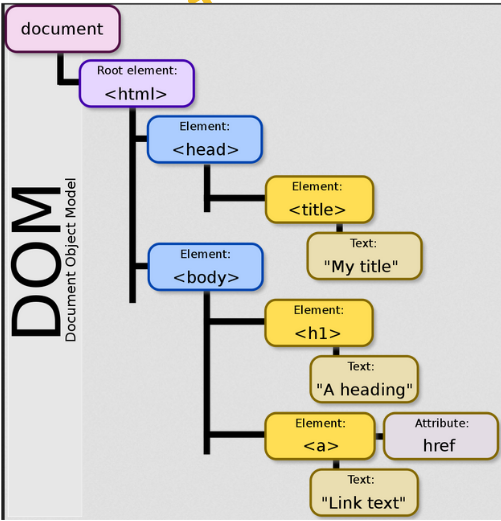 document
Root element:
<html>
Element:
<head>
Element:
<title>
Text:
"My title"
Element:
<body>
Element:
<h1>
Text:
"A heading"
Element:
<a>
Attribute:
href
Text:
"Link text"
DOM
Document Object Model